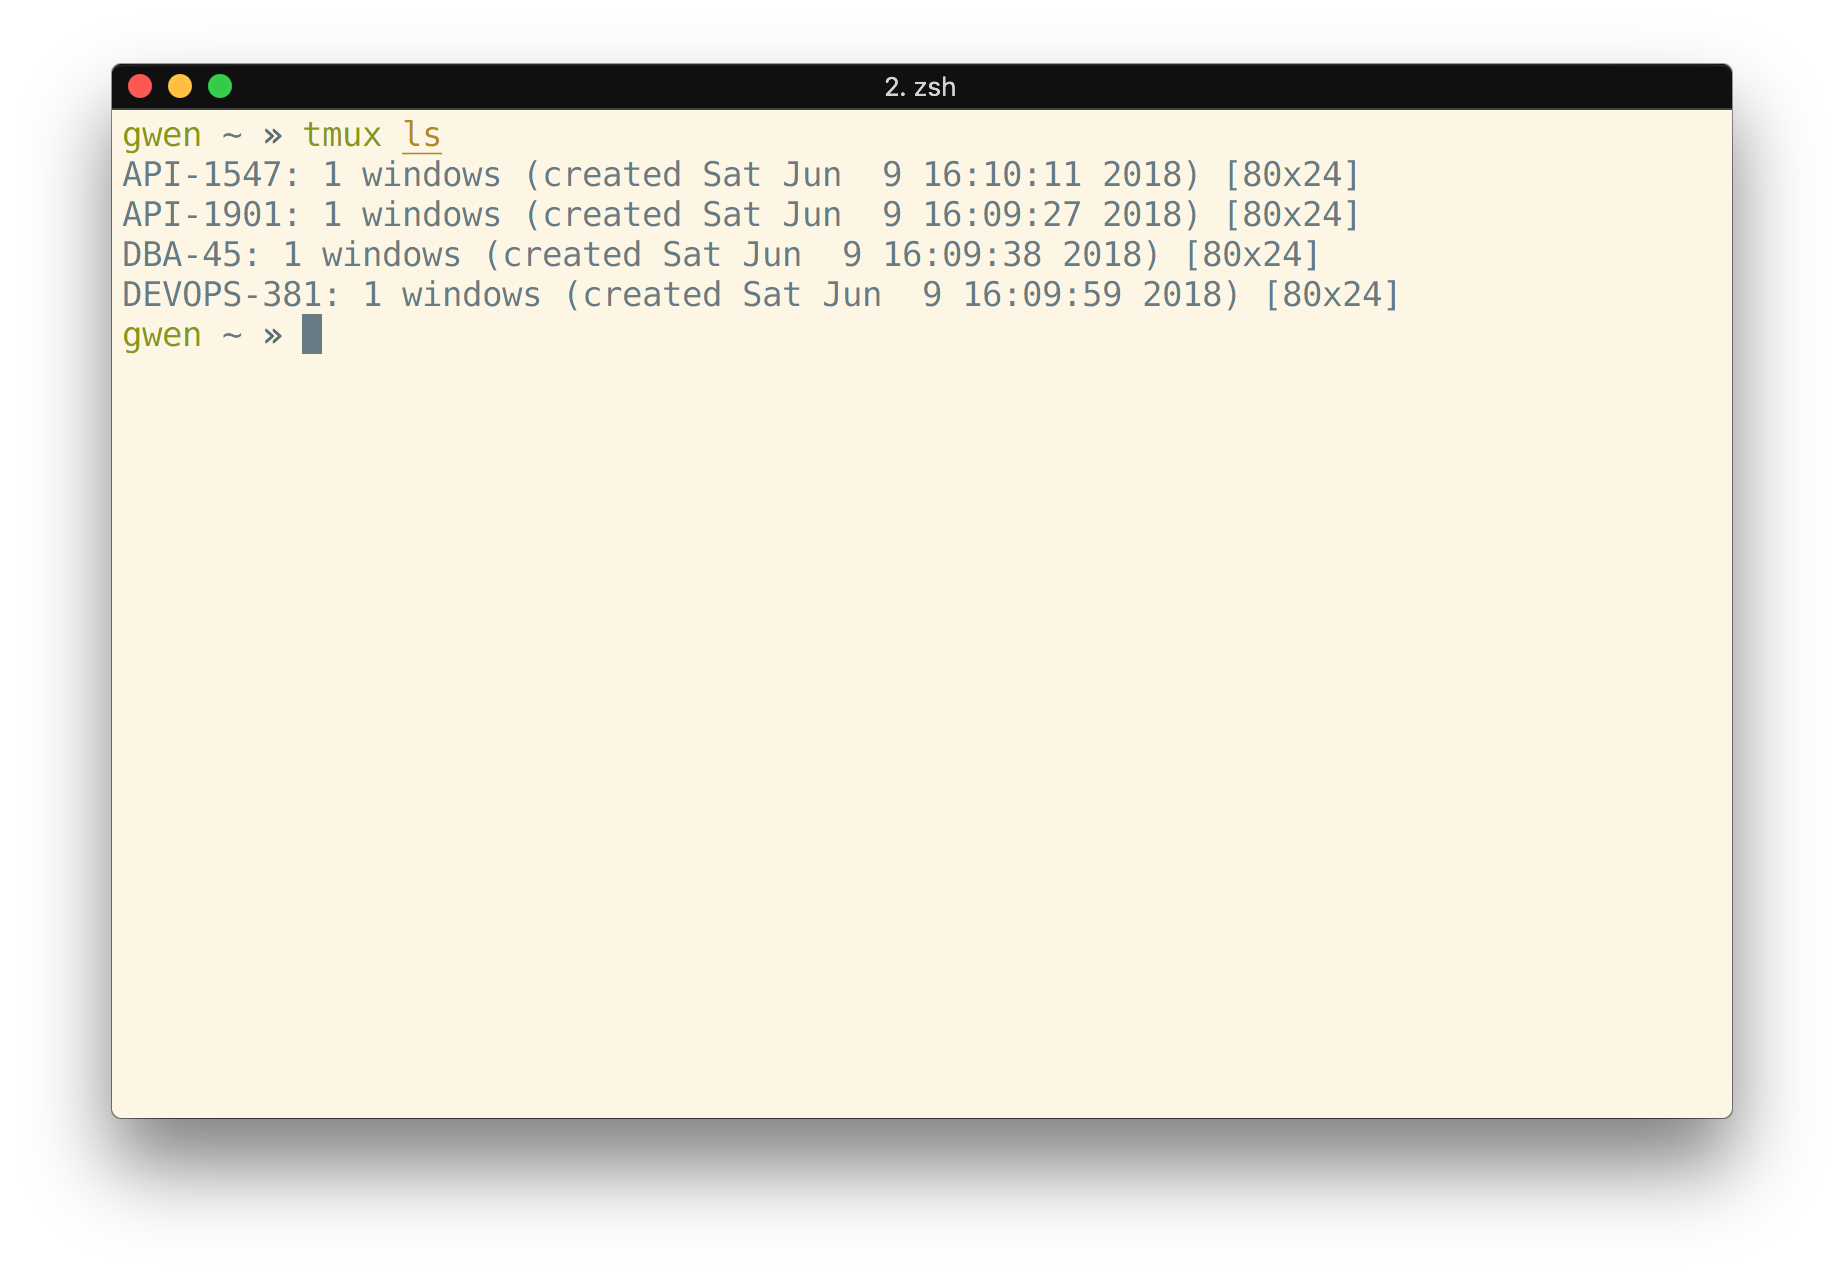 2. zsh
gwen ~ » tmux ls
API-1547: 1 windows (created Sat Jun  9 16:10:11 2018) [80x24]
API-1901: 1 windows (created Sat Jun  9 16:09:27 2018) [80x24]
DBA-45: 1 windows (created Sat Jun  9 16:09:38 2018) [80x24]
DEVOPS-381: 1 windows (created Sat Jun  9 16:09:59 2018) [80x24]
gwen ~ »